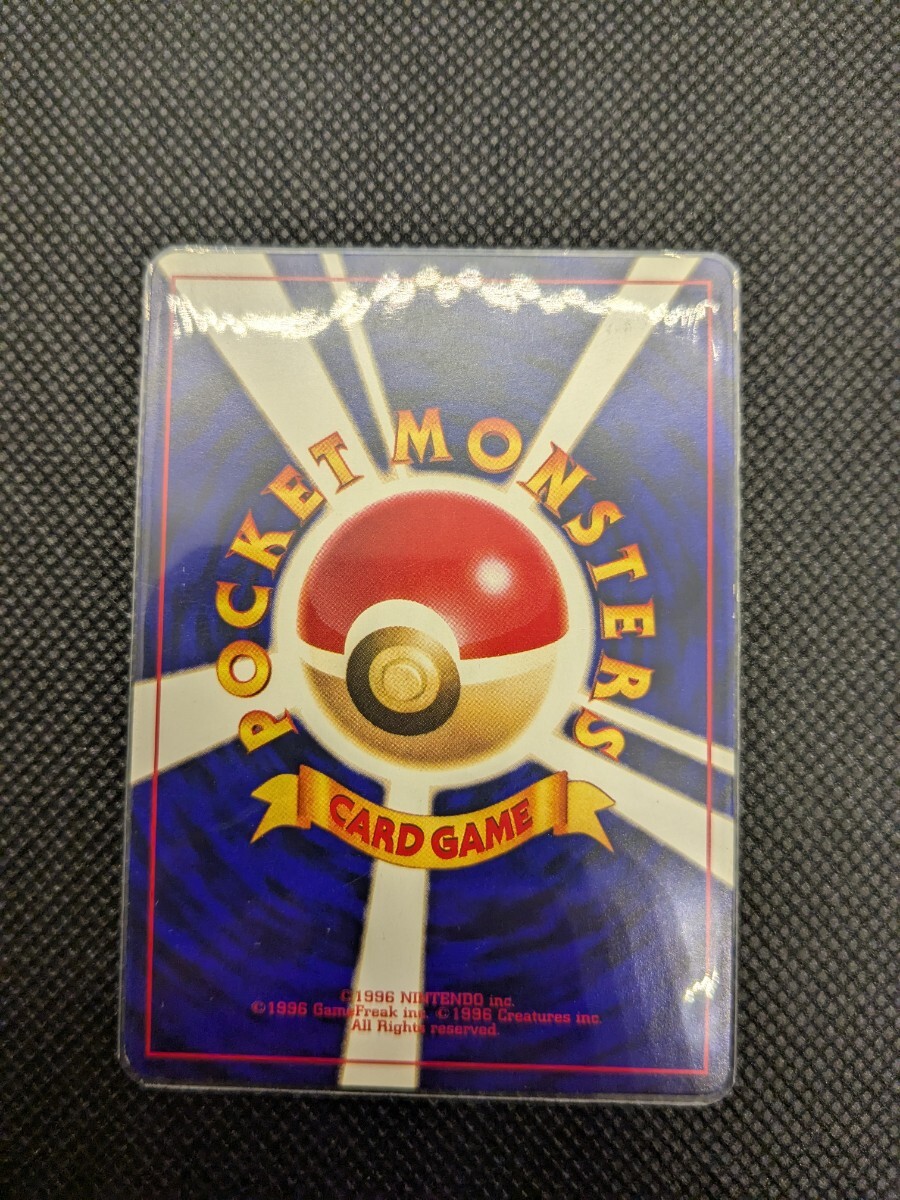 POCKET MONSTERS
CARD GAME
©1996 NINTENDO inc.
©1996 GameFreak inc. ©1996 Creatures inc.
All Rights reserved.